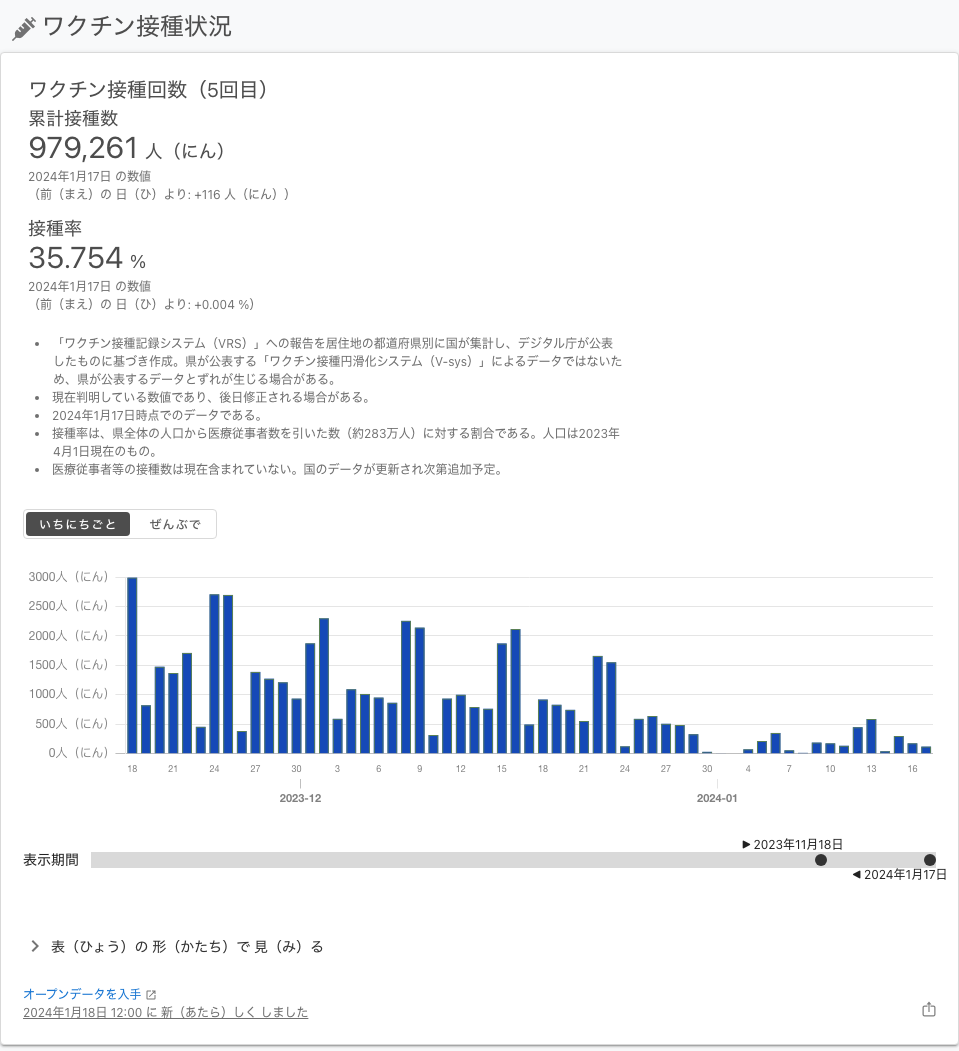 ワクチン接種状況
ワクチン接種回数（5回目）
累計接種数
979,261 人（にん）
2024年1月17日 の数値
（前（まえ）の 日（ひ）より: +116 人（にん））
接種率
35.754 %
2024年1月17日 の数値
（前（まえ）の 日（ひ）より: +0.004 %）
• 「ワクチン接種記録システム（VRS）」への報告を居住地の都道府県別に国が集計し、デジタル庁が公表
したものに基づき作成。県が公表する「ワクチン接種円滑化システム（V-sys）」によるデータではないた
め、県が公表するデータとずれが生じる場合がある。
• 現在判明している数値であり、後日修正される場合がある。
• 2024年1月17日時点でのデータである。
• 接種率は、県全体の人口から医療従事者数を引いた数（約283万人）に対する割合である。人口は2023年
4月1日現在のもの。
• 医療従事者等の接種数は現在含まれていない。国のデータが更新され次第追加予定。
いちにちごと ぜんぶで
3000人（にん）
2500人（にん）
2000人（にん）
1500人（にん）
1000人（にん）
500人（にん）
0人（にん）
18 21 24 27 30 3 6 9 12 15 18 21 24 27 30 4 7 10 13 16
2023-12 2024-01
▶ 2023年11月18日
表示期間
◀ 2024年1月17日
表（ひょう）の 形（かたち）で 見（み）る
オープンデータを入手
2024年1月18日 12:00 に 新（あたら）しく しました